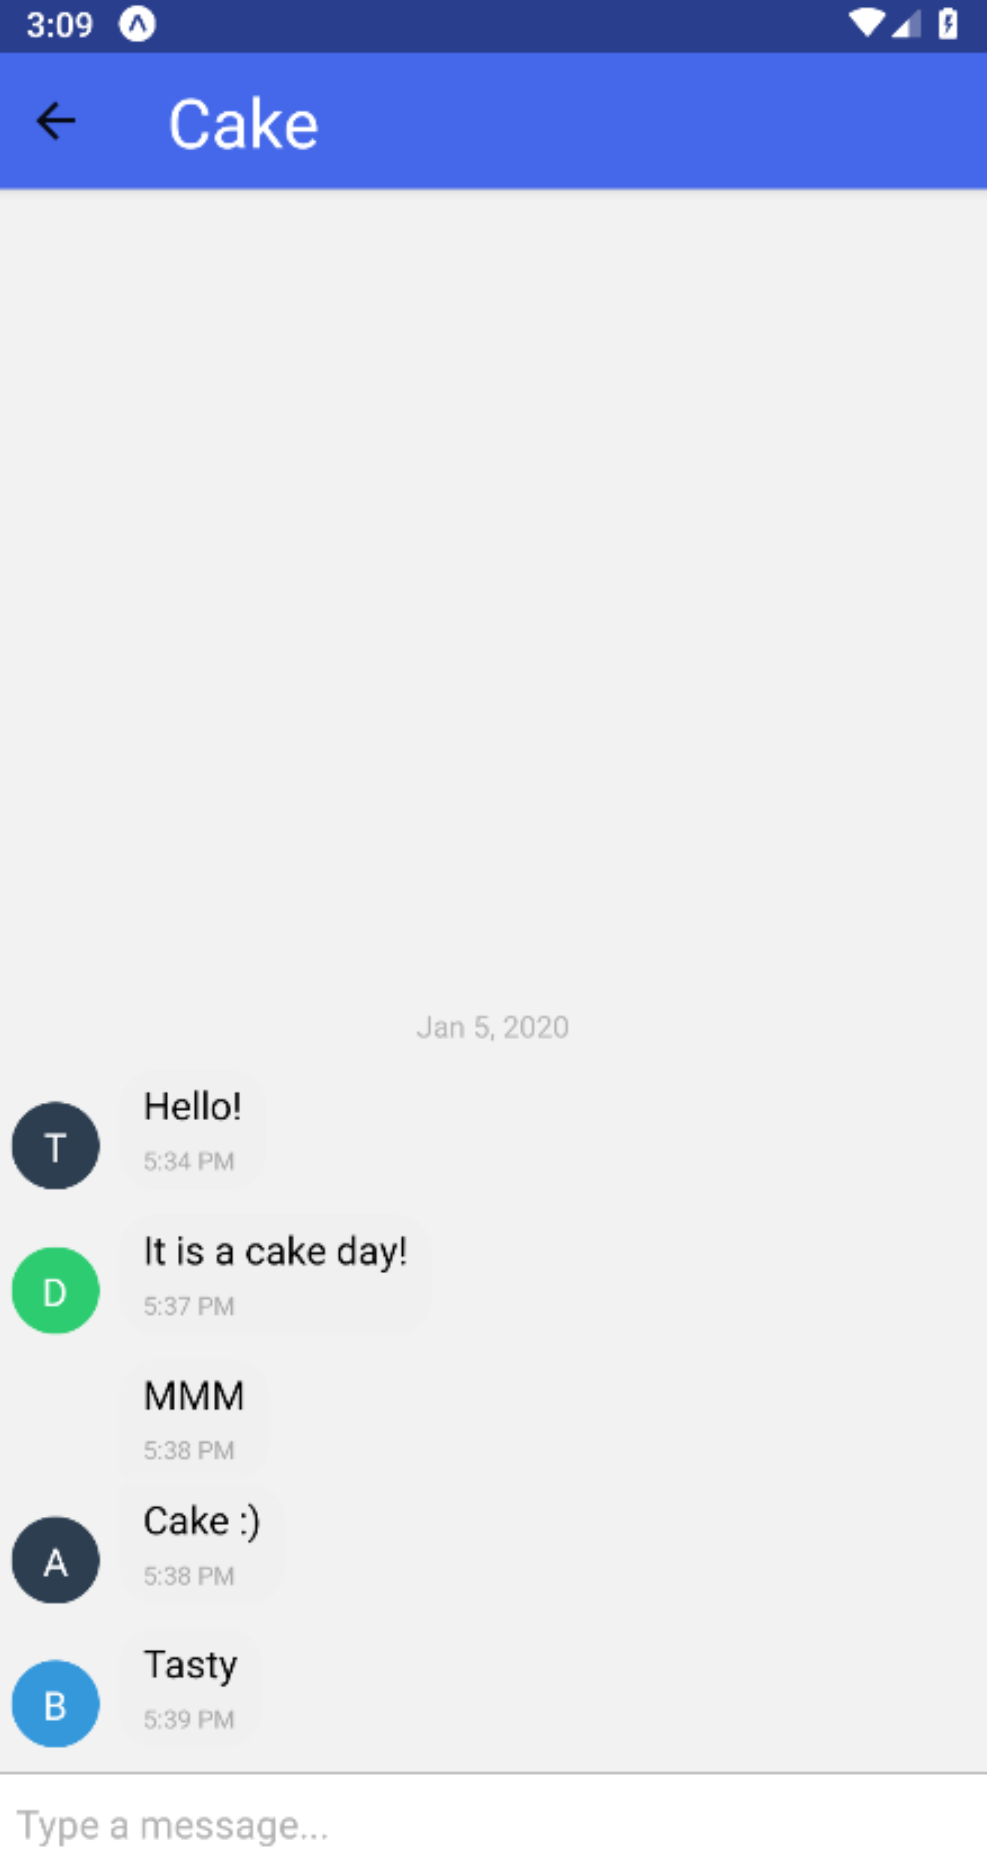 3:09
Cake
Jan 5, 2020
Hello!
5:34 PM
T
It is a cake day!
5:37 PM
D
MMM
5:38 PM
Cake :)
5:38 PM
A
Tasty
5:39 PM
B
Type a message...